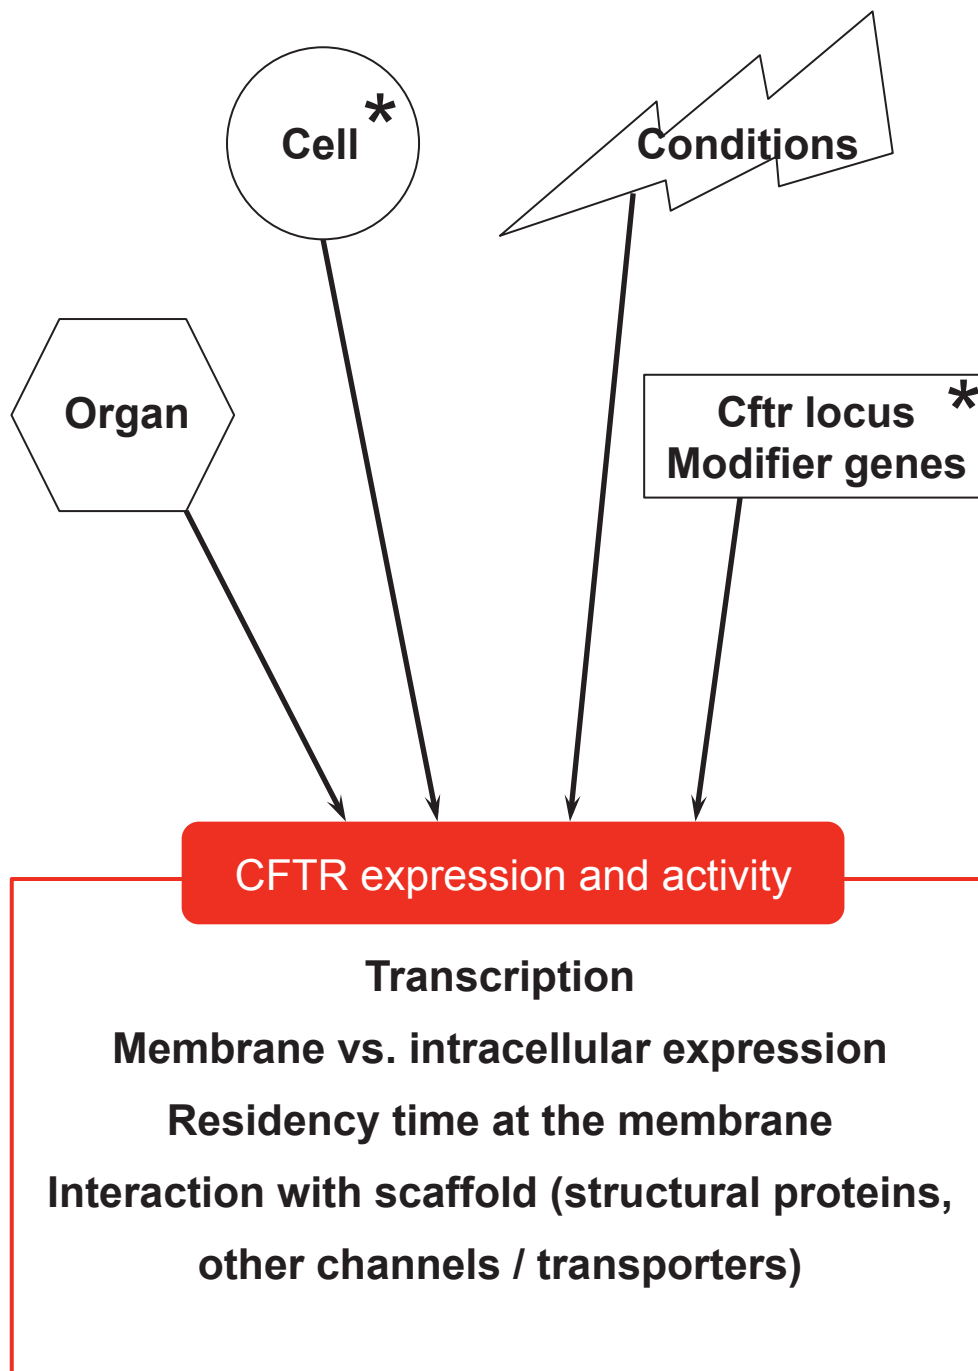 Cell *
Conditions
Organ
Cftr locus *
Modifier genes
CFTR expression and activity
Transcription
Membrane vs. intracellular expression
Residency time at the membrane
Interaction with scaffold (structural proteins,
other channels / transporters)